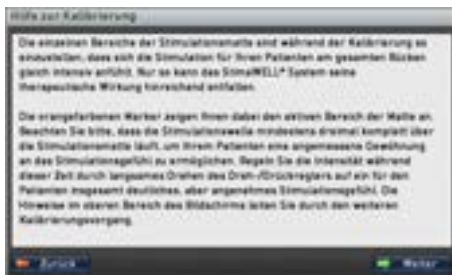 Hilfe zur Kalibrierung
Die einzelnen Bereiche der Stimulationsmatte sind während der Kalibrierung so
einzustellen, dass sich die Stimulation für Ihren Patienten am gesamten Rücken
gleich intensiv anfühlt. Nur so kann das StimaWELL® System seine
therapeutische Wirkung hinreichend entfalten.
Die orangefarbenen Marker zeigen Ihnen dabei den aktiven Bereich der Matte an.
Beachten Sie bitte, dass die Stimulationswelle mindestens dreimal komplett über
die Stimulationsmatte läuft, um Ihrem Patienten eine angemessene Gewöhnung
an das Stimulationsgefühl zu ermöglichen. Regeln Sie die Intensität während
dieser Zeit durch langsames Drehen des Dreh-/Drückreglers auf ein für den
Patienten insgesamt deutliches, aber angenehmes Stimulationsgefühl. Die
Hinweise im oberen Bereich des Bildschirms leiten Sie durch den weiteren
Kalibrierungsvorgang.
Zurück
Weiter